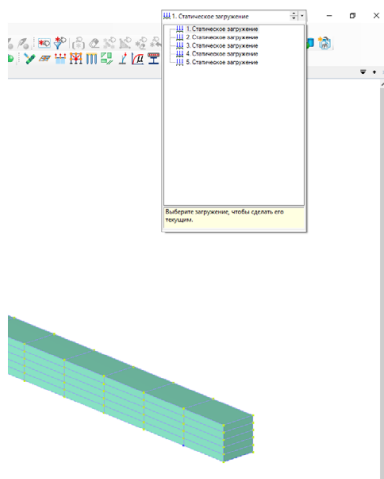 1. Статическое загружение
1. Статическое загружение
2. Статическое загружение
3. Статическое загружение
4. Статическое загружение
5. Статическое загружение
Выберите загружение, чтобы сделать его
текущим.